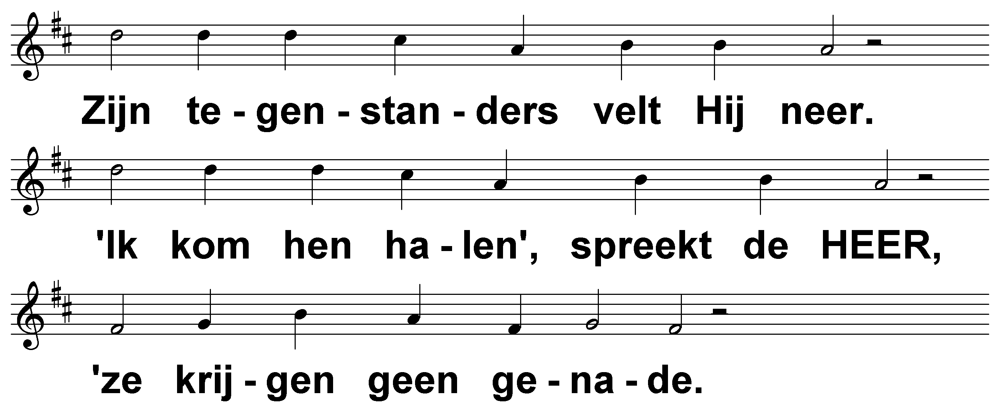 Zijn te - gen - stan - ders velt Hij neer.
'Ik kom hen ha - len', spreekt de HEER,
'ze krij - gen geen ge - na - de.